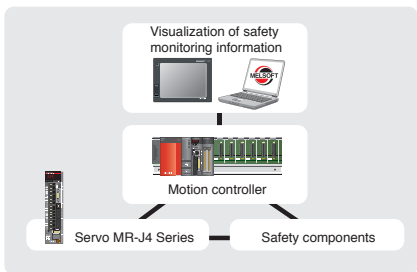 Visualization of safety
monitoring information
MELSOFT
Motion controller
Servo MR-J4 Series
Safety components